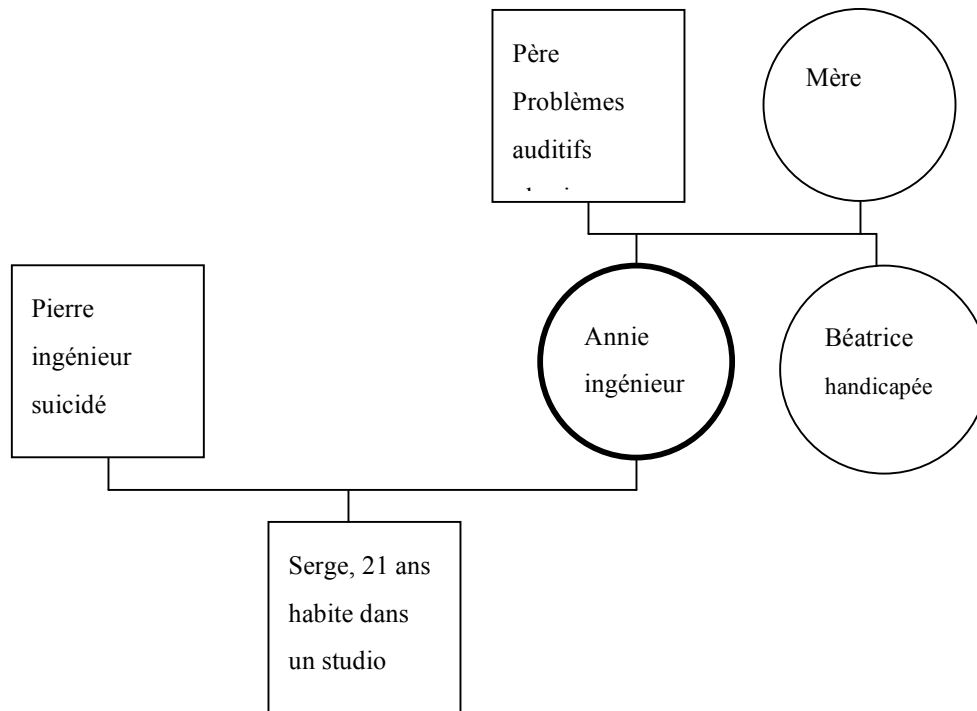 Père
Problèmes
auditifs
Mère
Pierre
ingénieur
suicidé
Annie
ingénieur
Béatrice
handicapée
Serge, 21 ans
habite dans
un studio